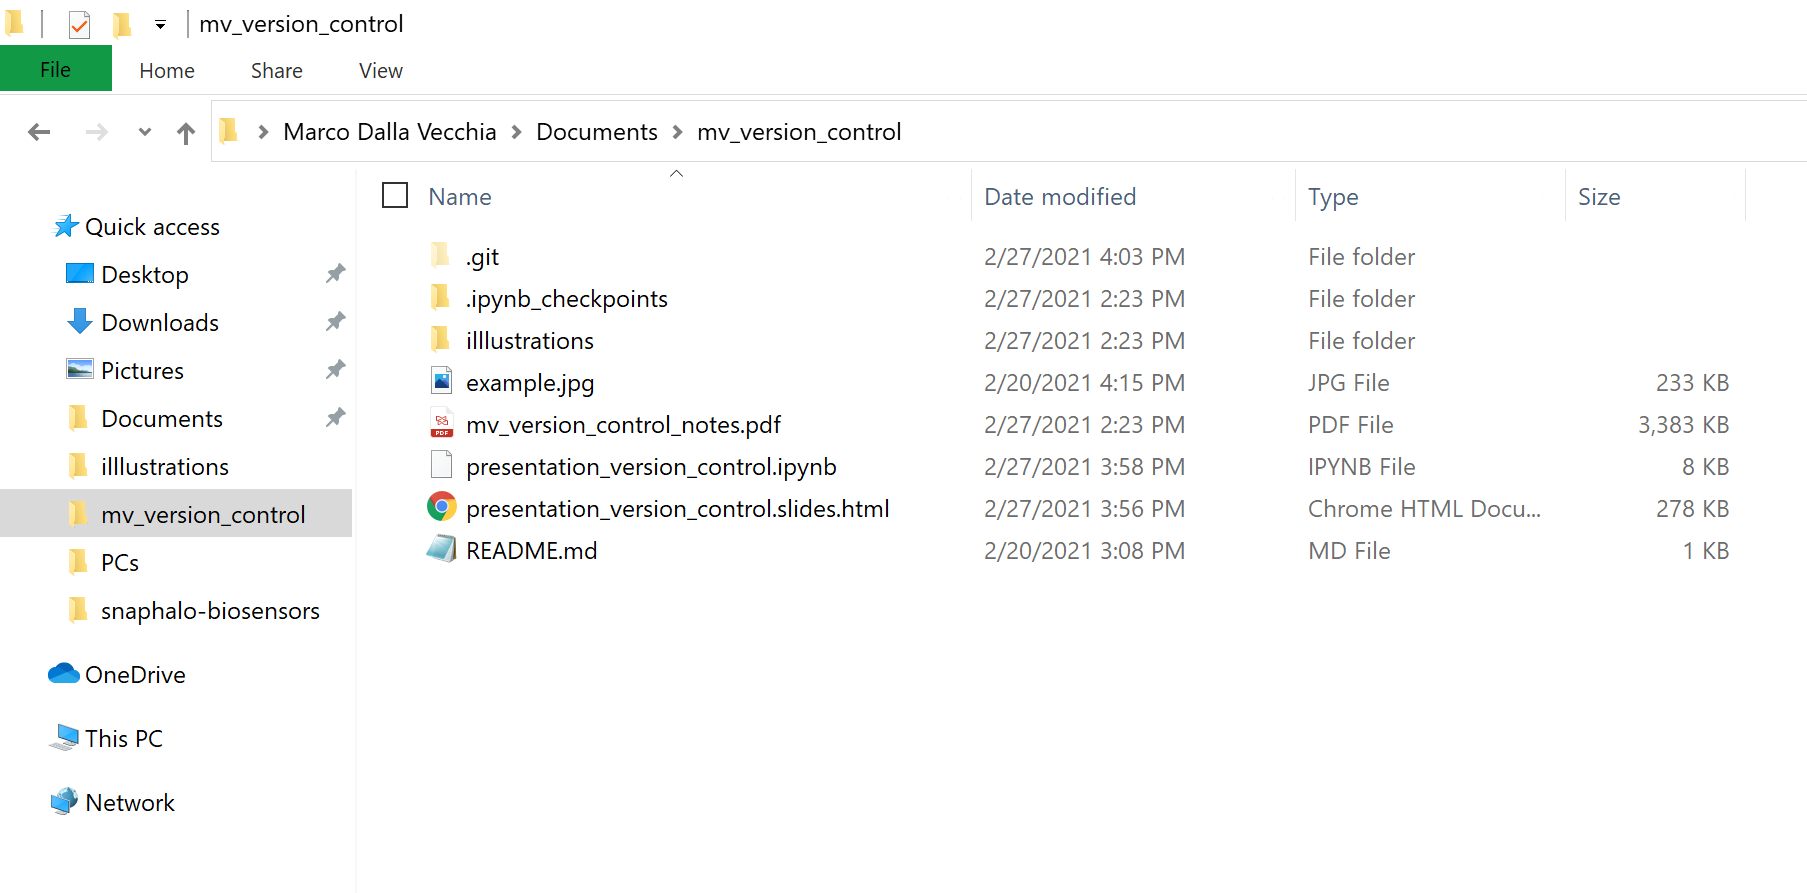 mv_version_control
File Home Share View
Marco Dalla Vecchia Documents mv_version_control
Name Date modified Type Size
Quick access
Desktop
Downloads
Pictures
Documents
illlustrations
mv_version_control
PCs
snaphalo-biosensors
OneDrive
This PC
Network
.git 2/27/2021 4:03 PM File folder
.ipynb_checkpoints 2/27/2021 2:23 PM File folder
illlustrations 2/27/2021 2:23 PM File folder
example.jpg 2/20/2021 4:15 PM JPG File 233 KB
PDF mv_version_control_notes.pdf 2/27/2021 2:23 PM PDF File 3,383 KB
presentation_version_control.ipynb 2/27/2021 3:58 PM IPYNB File 8 KB
presentation_version_control.slides.html 2/27/2021 3:56 PM Chrome HTML Docu... 278 KB
README.md 2/20/2021 3:08 PM MD File 1 KB